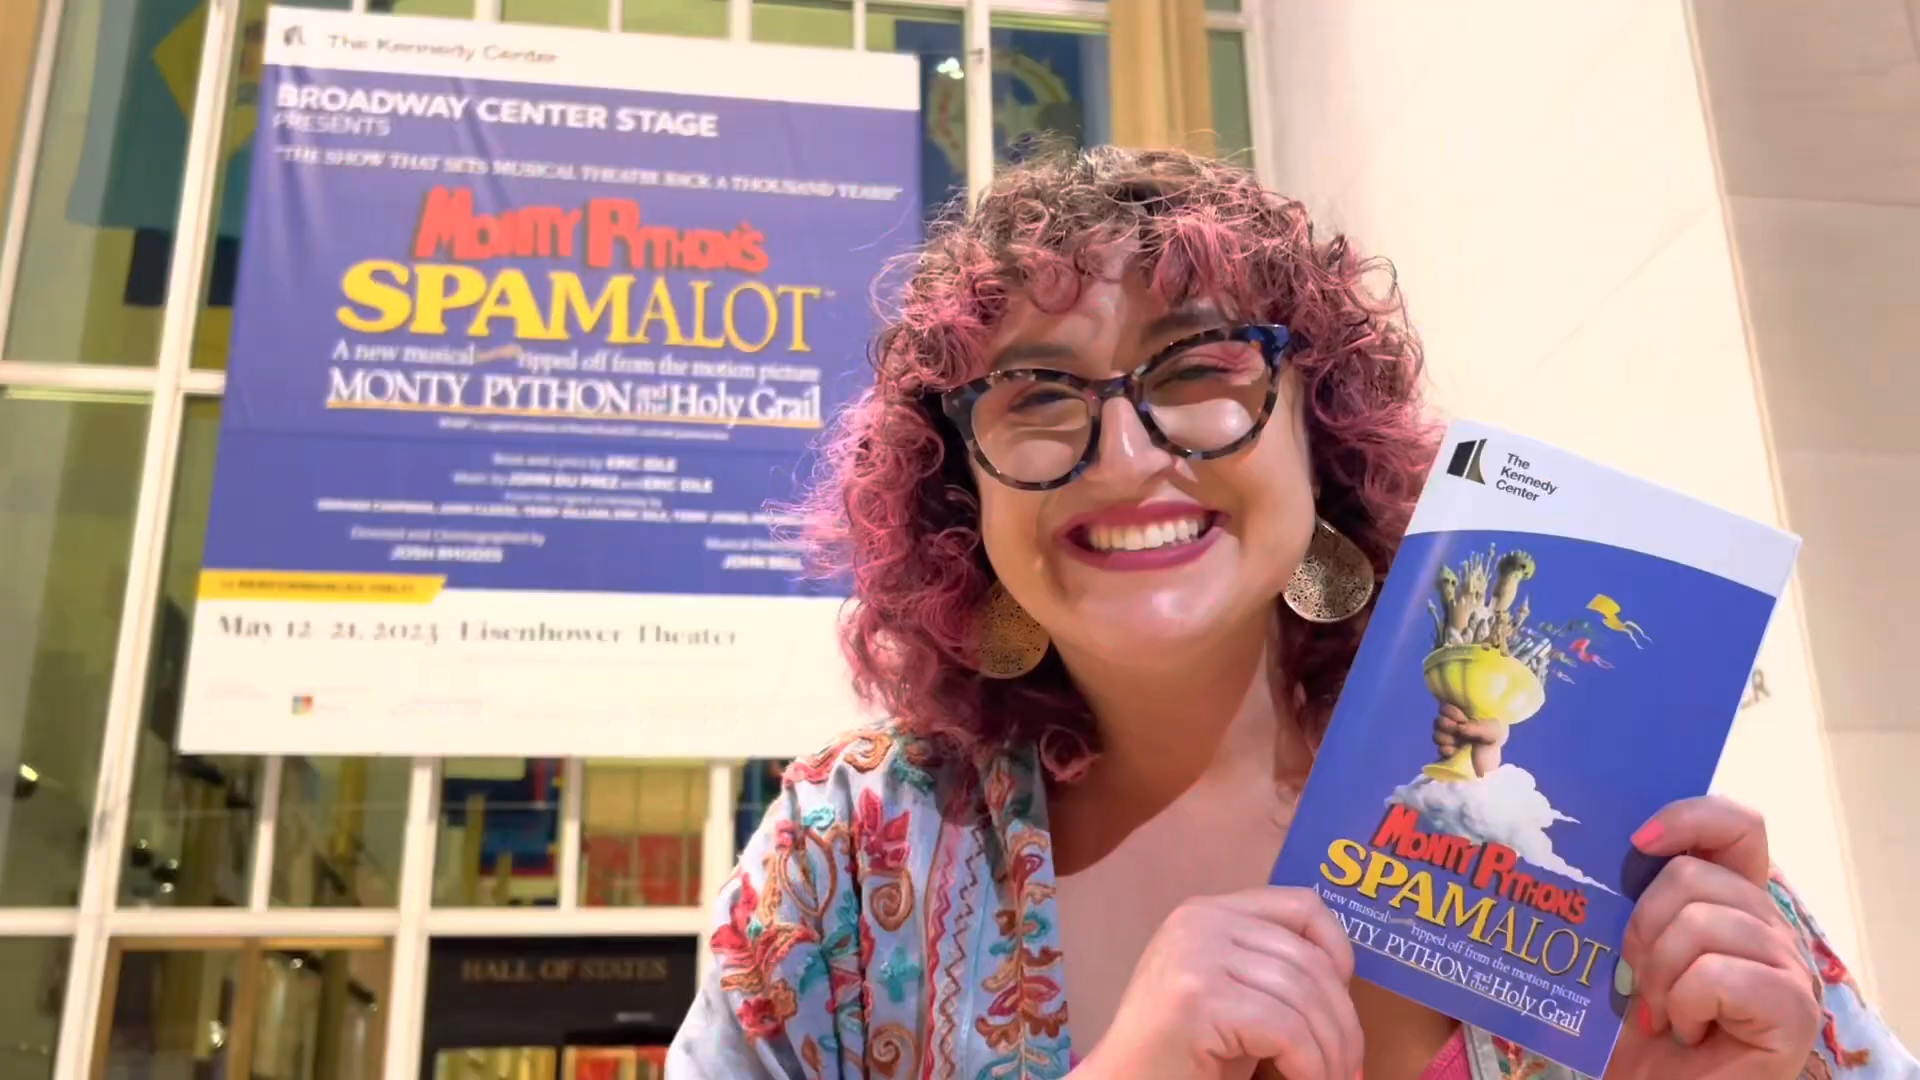 The Kennedy Center
BROADWAY CENTER STAGE
PRESENTS
"THE SHOW THAT SETS MUSICAL THEATRE BACK A THOUSAND YEARS!"
MONTY PYTHON'S
SPAMALOT
A new musical ripped off from the motion picture
MONTY PYTHON and the Holy Grail
Book and Lyrics by ERIC IDLE
Music by JOHN DU PREZ and ERIC IDLE
Directed and Choreographed by
JOSH RHODES
JOHN BELL
May 12-21, 2023 Eisenhower Theater
HALL OF STATES
The
Kennedy
Center
MONTY PYTHON'S
SPAMALOT
A new musical ripped off from the motion picture
ONTY PYTHON and the Holy Grail
ER